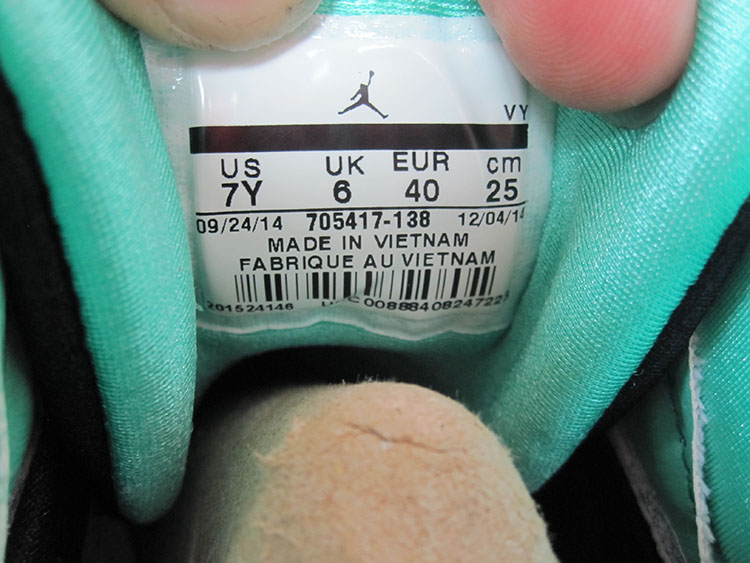 VY
US UK EUR cm
7Y 6 40 25
09/24/14 705417-138 12/04/14
MADE IN VIETNAM
FABRIQUE AU VIETNAM
201524146 00888408247223